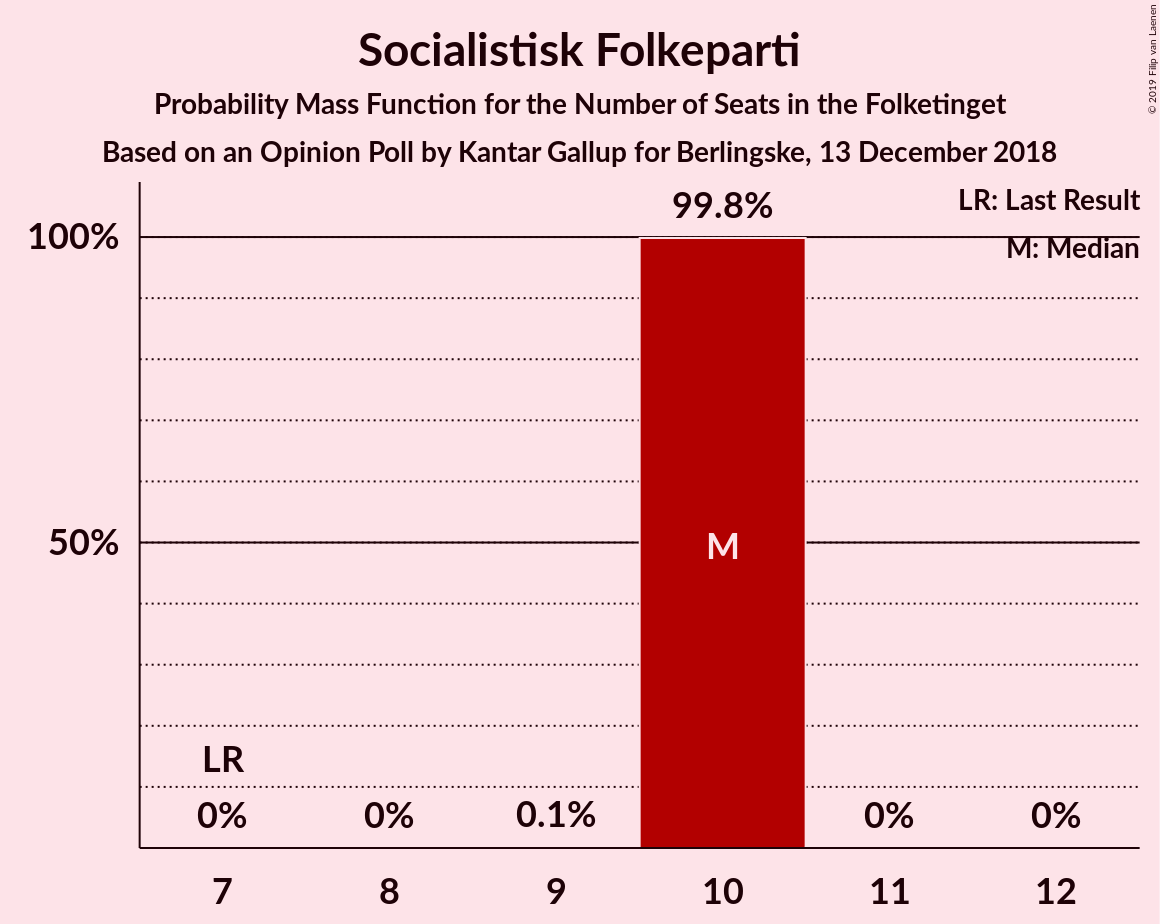 Socialistisk Folkeparti
Probability Mass Function for the Number of Seats in the Folketinget
Based on an Opinion Poll by Kantar Gallup for Berlingske, 13 December 2018
© 2019 Filip van Laenen
LR: Last Result
M: Median
99.8%
100%
50%
M
LR
0%
0%
0.1%
0%
0%
7
8
9
10
11
12